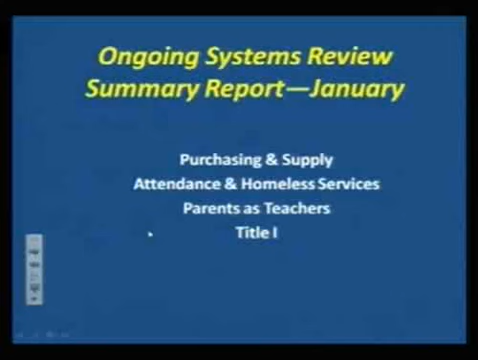 Ongoing Systems Review
Summary Report—January
Purchasing & Supply
Attendance & Homeless Services
Parents as Teachers
Title I